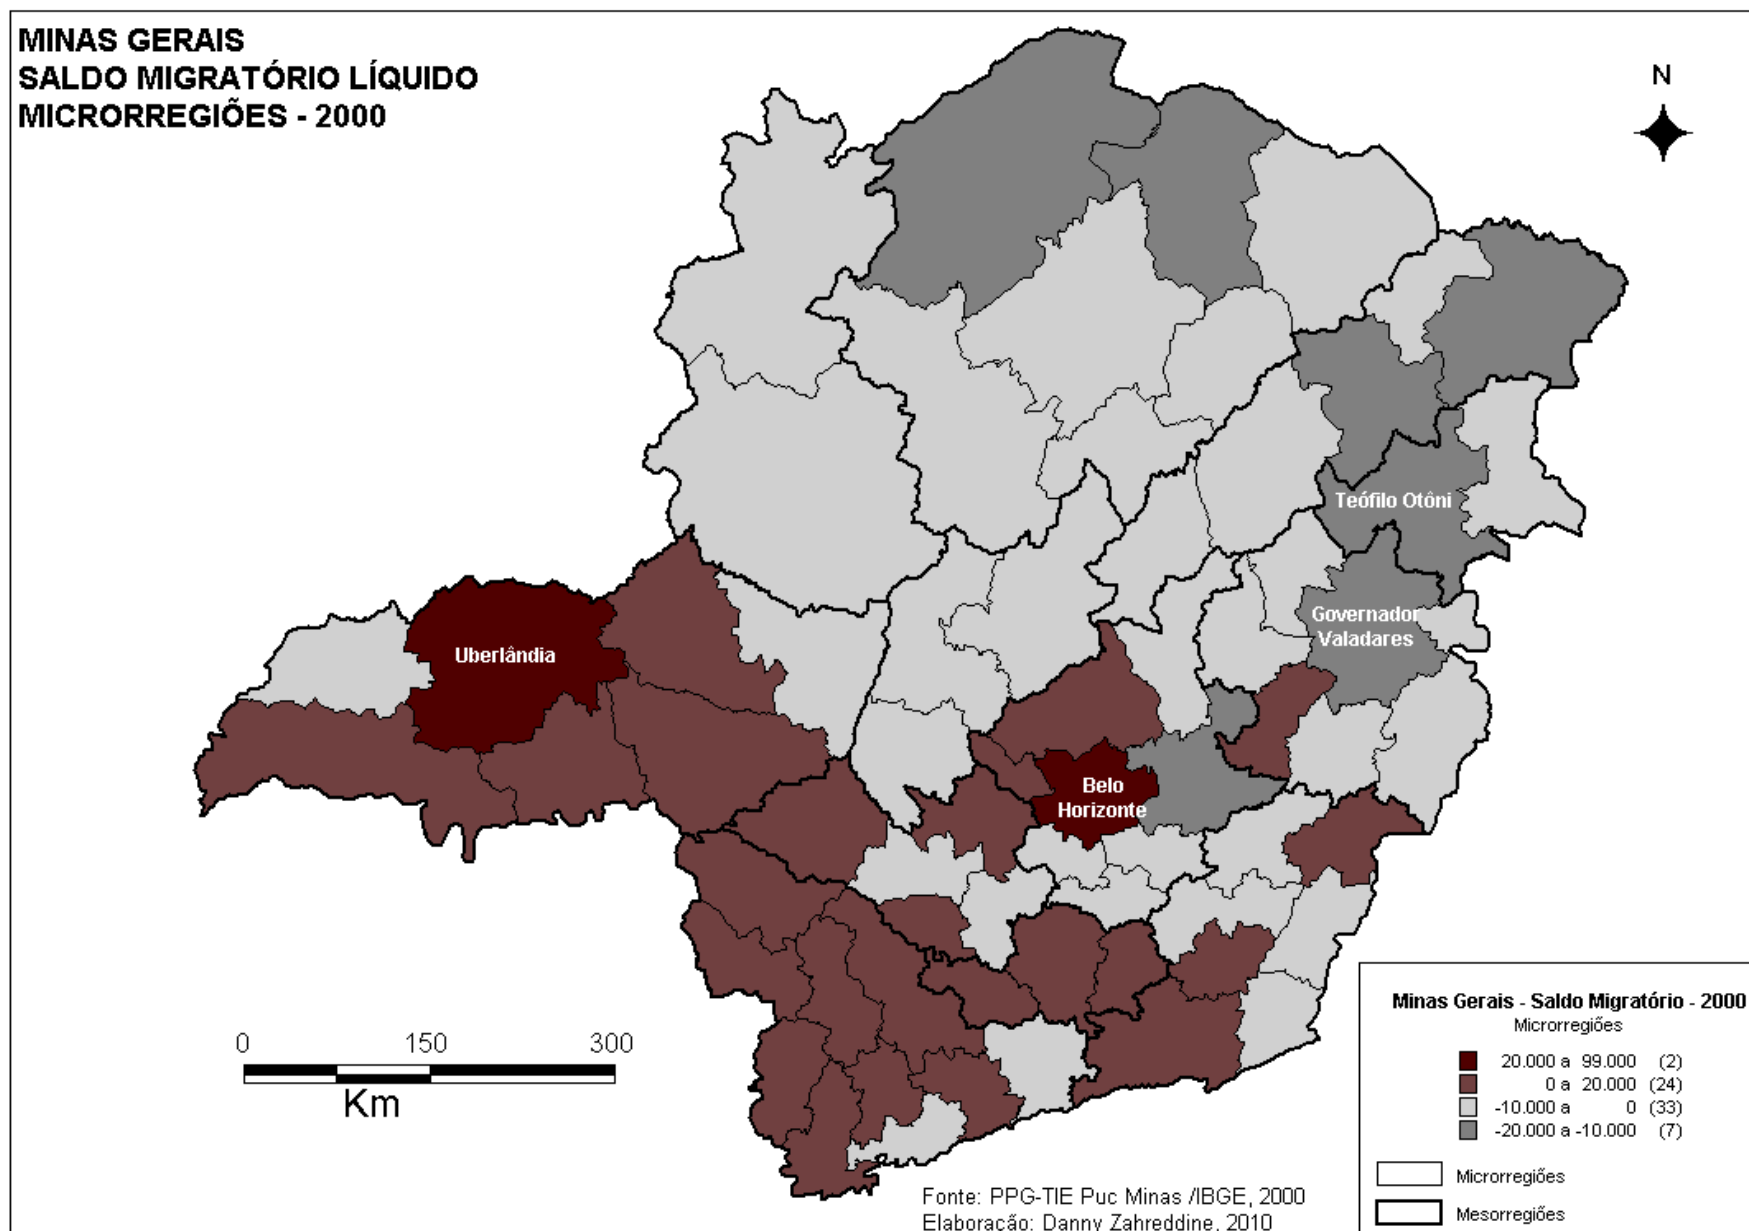 MINAS GERAIS
SALDO MIGRATÓRIO LÍQUIDO
MICRORREGIÕES - 2000
N
Teófilo Otôni
Governador
Valadares
Uberlândia
Belo
Horizonte
0 150 300
Km
Minas Gerais - Saldo Migratório - 2000
Microrregiões
20.000 a 99.000 (2)
0 a 20.000 (24)
-10.000 a 0 (33)
-20.000 a -10.000 (7)
Microrregiões
Mesorregiões
Fonte: PPG-TIE Puc Minas /IBGE, 2000
Elaboração: Danny Zahreddine, 2010